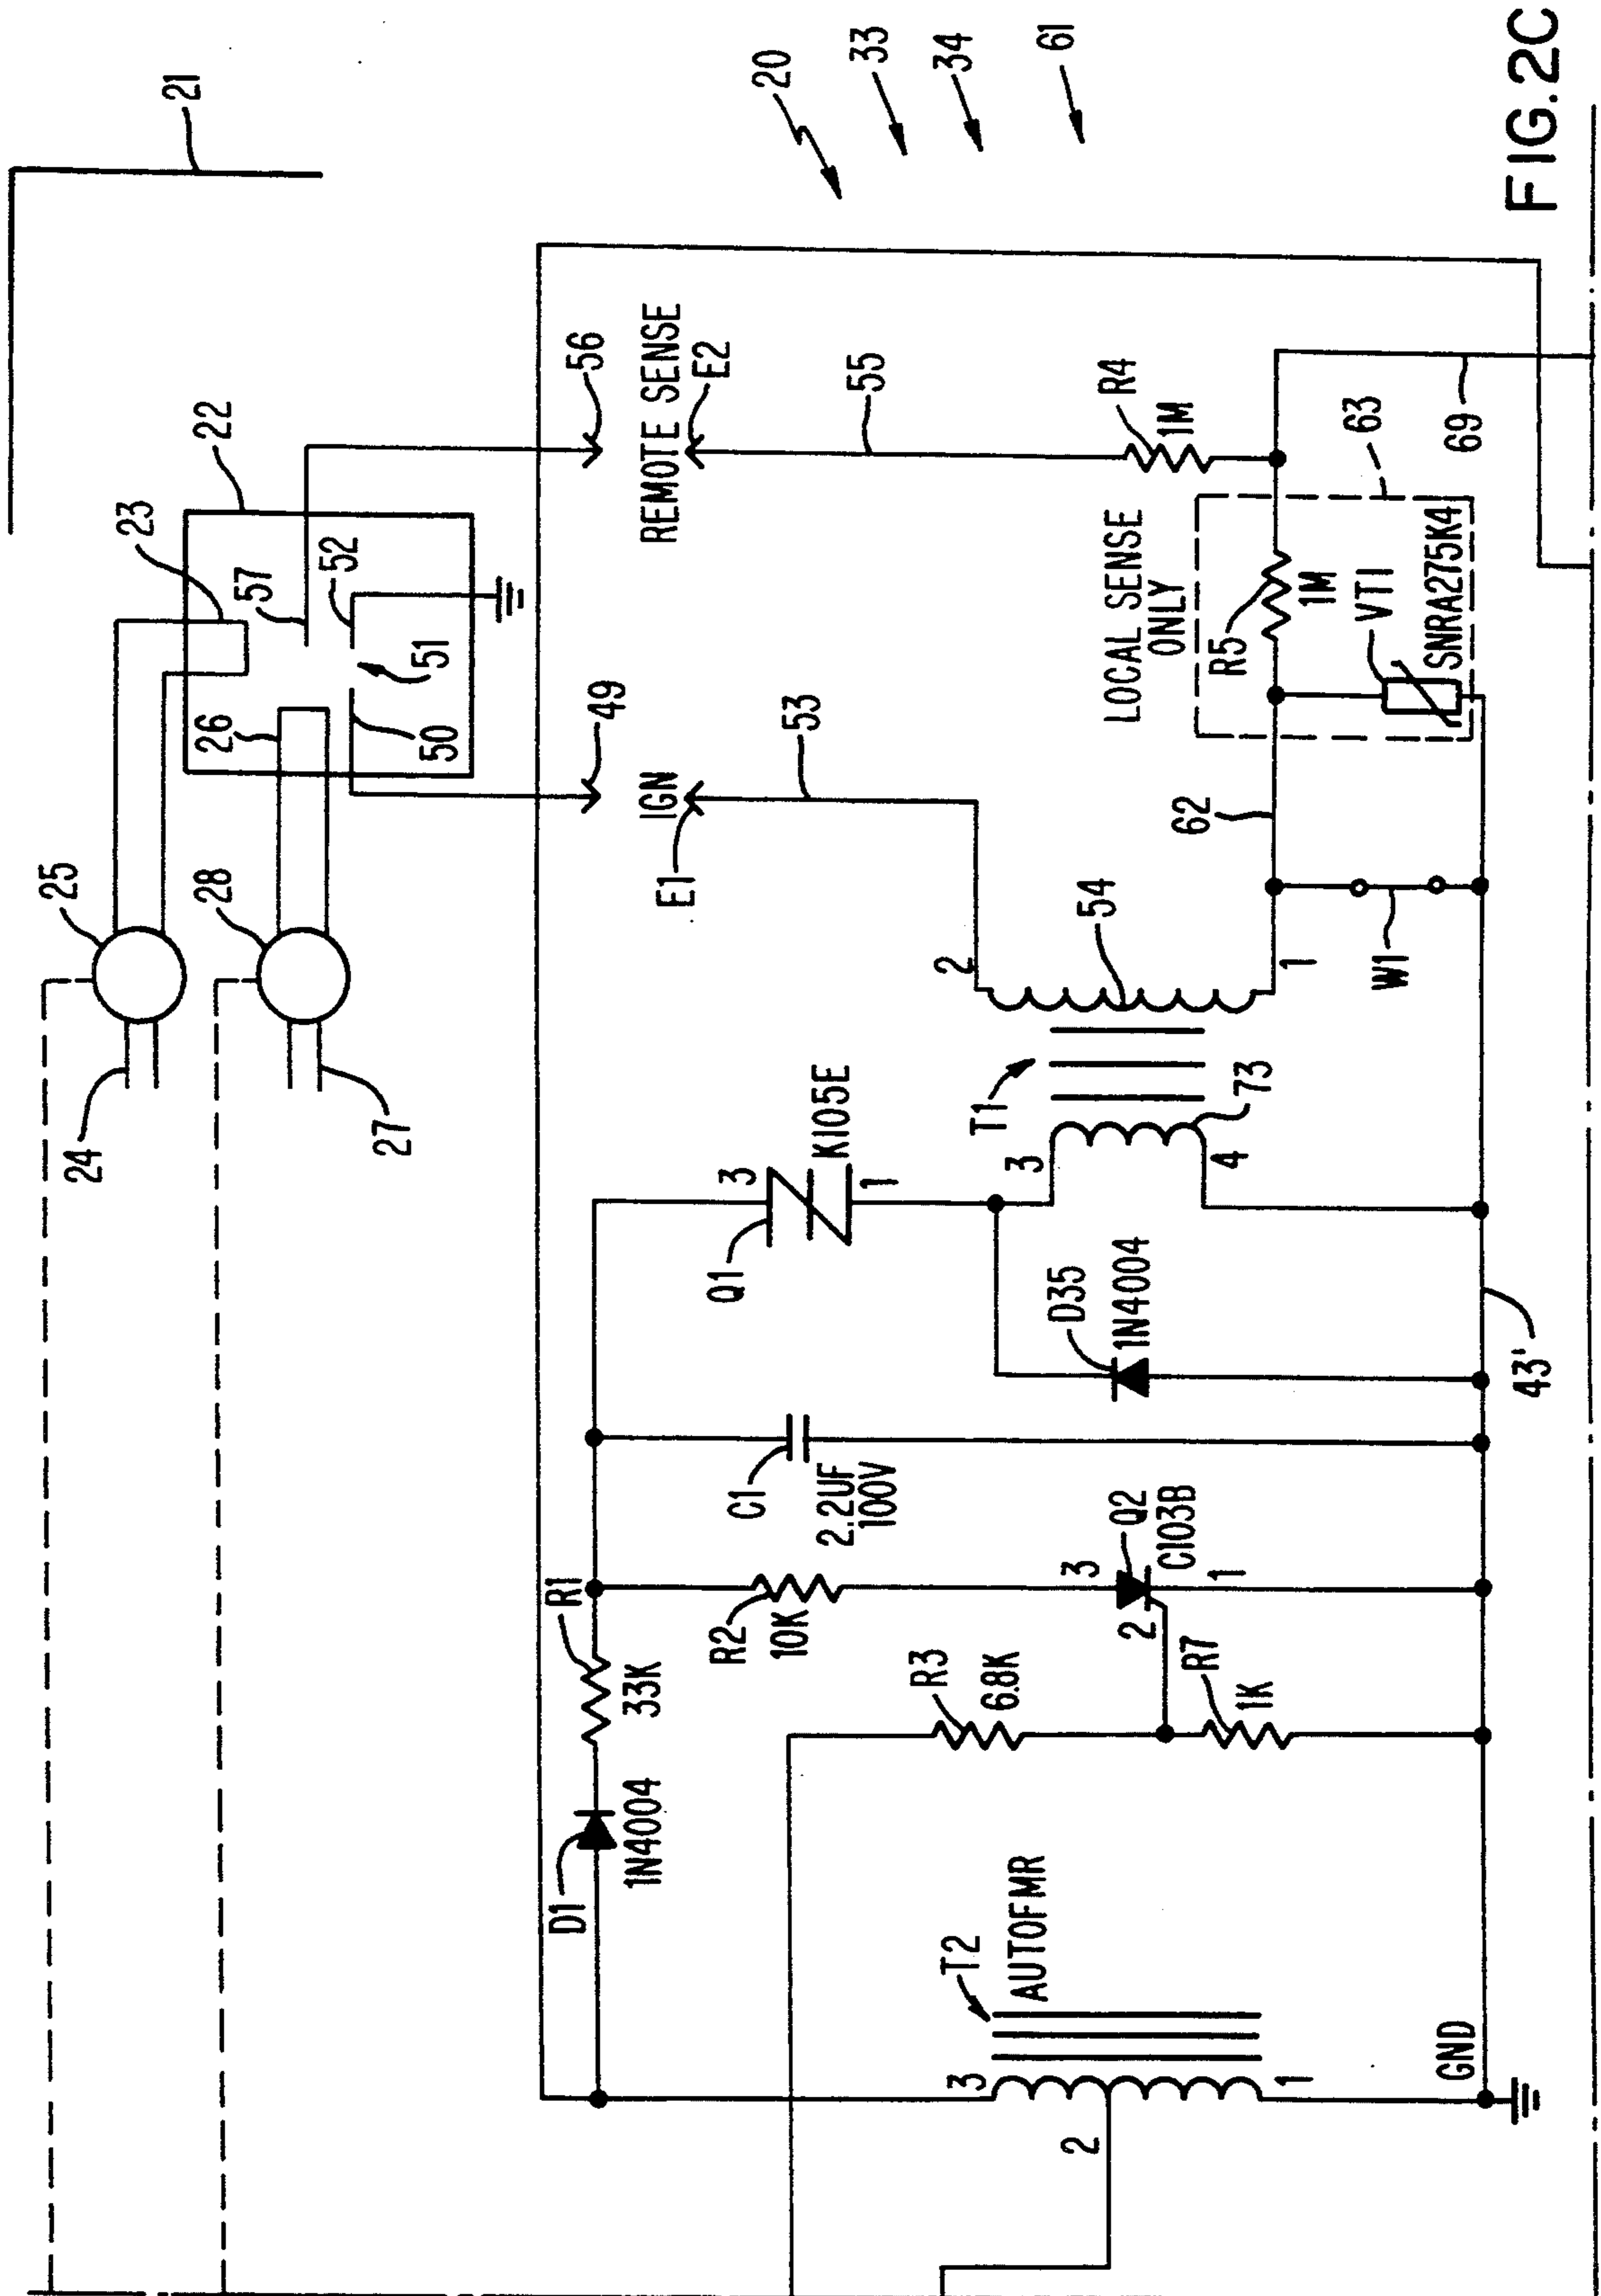 21
20
33
34
61
FIG.2C
22
23
57
52
26
51
50
25
28
24
27
56
REMOTE SENSE
E2
55
R4
1M
69
49
IGN
E1
53
LOCAL SENSE
ONLY
63
R5
1M
VT1
SNRA275K4
62
54
2
1
W1
T1
3
4
73
Q1
3
K105E
1
D35
1N4004
43'
C1
2.2UF
100V
R1
33K
R2
10K
3
Q2
C103B
2
1
R3
6.8K
R7
1K
D1
1N4004
T2
AUTOFMR
3
2
1
GND